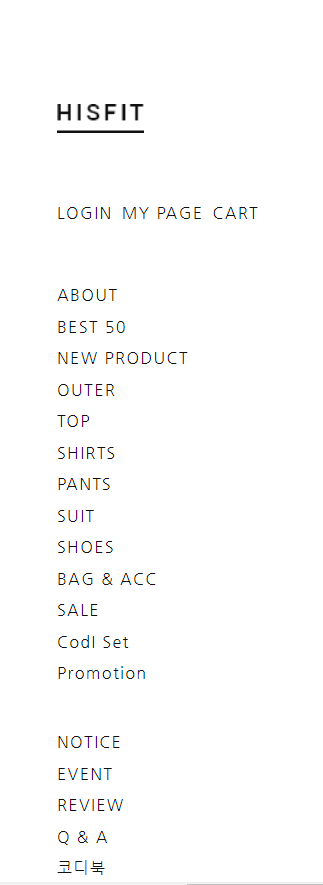 HISFIT
LOGIN MY PAGE CART
ABOUT
BEST 50
NEW PRODUCT
OUTER
TOP
SHIRTS
PANTS
SUIT
SHOES
BAG & ACC
SALE
Codl Set
Promotion
NOTICE
EVENT
REVIEW
Q & A
코디북